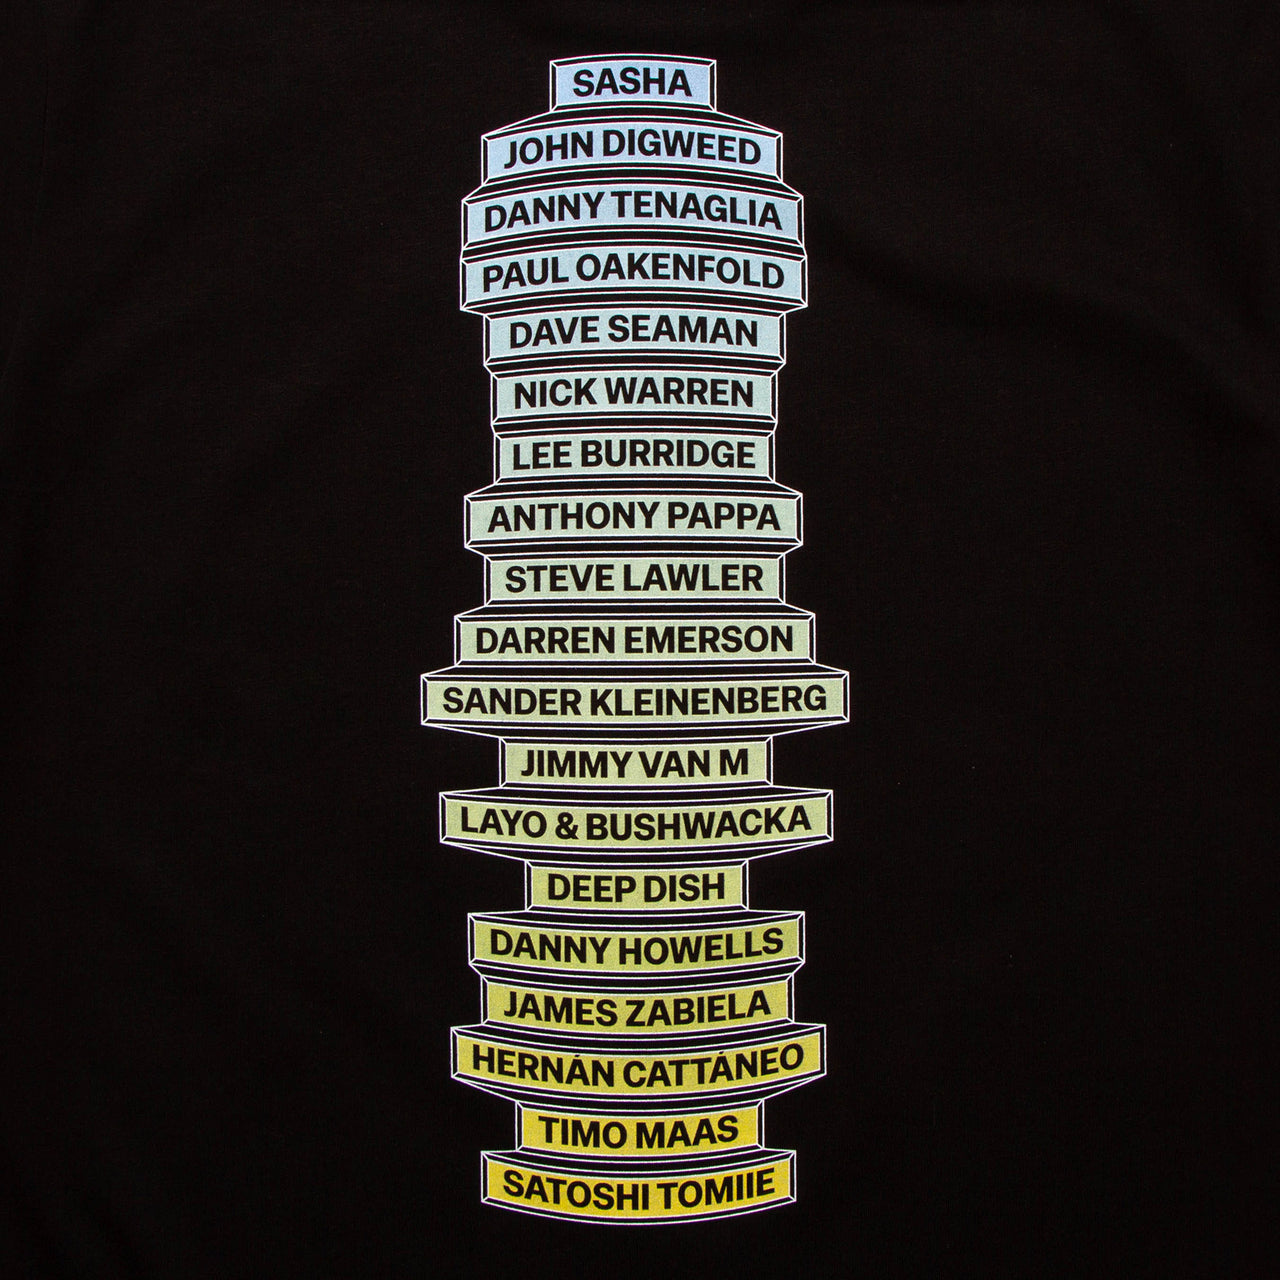 SASHA
JOHN DIGWEED
DANNY TENAGLIA
PAUL OAKENFOLD
DAVE SEAMAN
NICK WARREN
LEE BURRIDGE
ANTHONY PAPPA
STEVE LAWLER
DARREN EMERSON
SANDER KLEINENBERG
JIMMY VAN M
LAYO & BUSHWACKA
DEEP DISH
DANNY HOWELLS
JAMES ZABIELA
HERNÁN CATTÁNEO
TIMO MAAS
SATOSHI TOMIIE